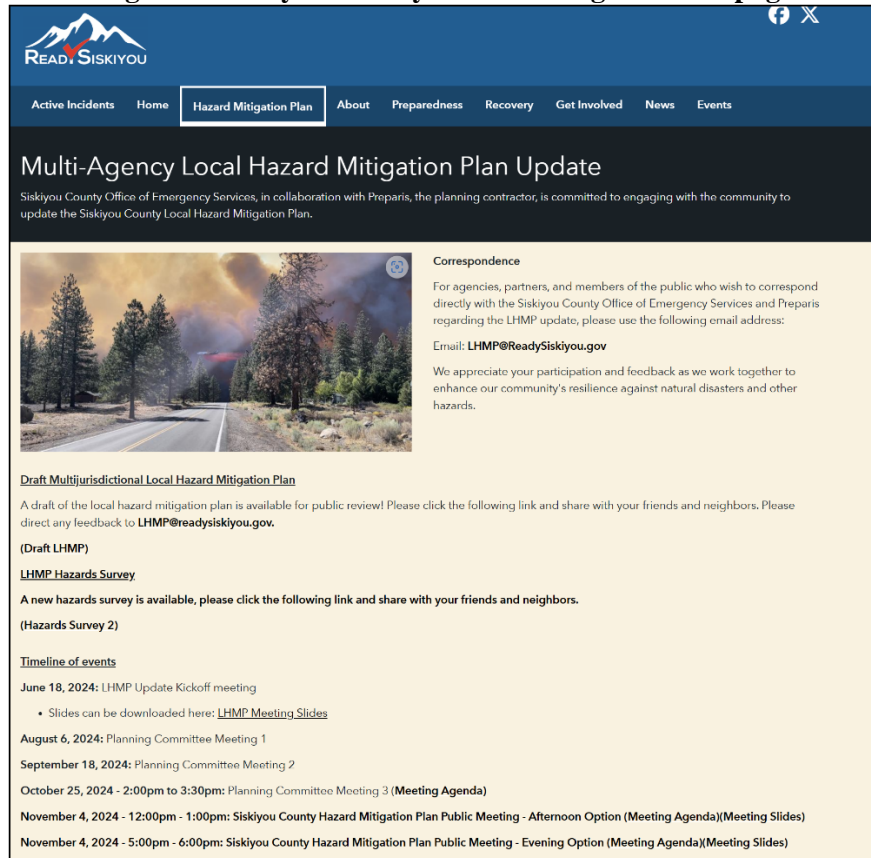 READY SISKIYOU
Active Incidents Home Hazard Mitigation Plan About Preparedness Recovery Get Involved News Events
Multi-Agency Local Hazard Mitigation Plan Update
Siskiyou County Office of Emergency Services, in collaboration with Preparis, the planning contractor, is committed to engaging with the community to
update the Siskiyou County Local Hazard Mitigation Plan.
Correspondence
For agencies, partners, and members of the public who wish to correspond
directly with the Siskiyou County Office of Emergency Services and Preparis
regarding the LHMP update, please use the following email address:
Email: LHMP@ReadySiskiyou.gov
We appreciate your participation and feedback as we work together to
enhance our community's resilience against natural disasters and other
hazards.
Draft Multijurisdictional Local Hazard Mitigation Plan
A draft of the local hazard mitigation plan is available for public review! Please click the following link and share with your friends and neighbors. Please
direct any feedback to LHMP@readysiskiyou.gov.
(Draft LHMP)
LHMP Hazards Survey
A new hazards survey is available, please click the following link and share with your friends and neighbors.
(Hazards Survey 2)
Timeline of events
June 18, 2024: LHMP Update Kickoff meeting
• Slides can be downloaded here: LHMP Meeting Slides
August 6, 2024: Planning Committee Meeting 1
September 18, 2024: Planning Committee Meeting 2
October 25, 2024 - 2:00pm to 3:30pm: Planning Committee Meeting 3 (Meeting Agenda)
November 4, 2024 - 12:00pm - 1:00pm: Siskiyou County Hazard Mitigation Plan Public Meeting - Afternoon Option (Meeting Agenda)(Meeting Slides)
November 4, 2024 - 5:00pm - 6:00pm: Siskiyou County Hazard Mitigation Plan Public Meeting - Evening Option (Meeting Agenda)(Meeting Slides)